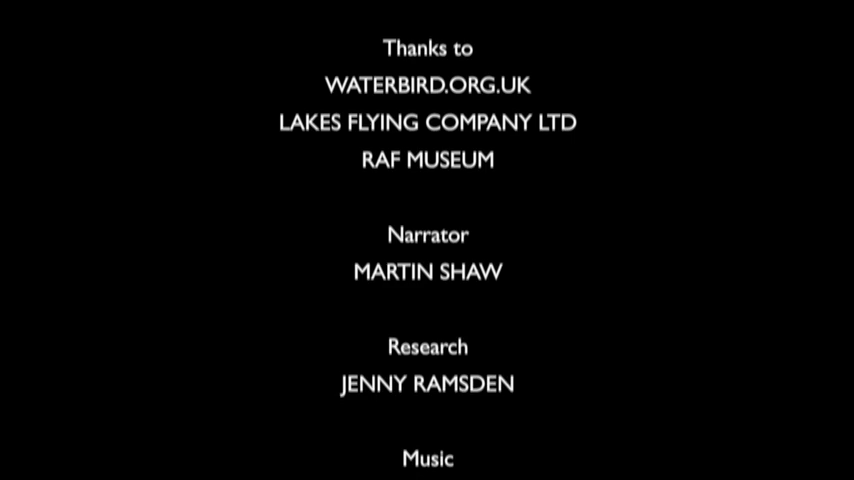 Thanks to
WATERBIRD.ORG.UK
LAKES FLYING COMPANY LTD
RAF MUSEUM
Narrator
MARTIN SHAW
Research
JENNY RAMSDEN
Music